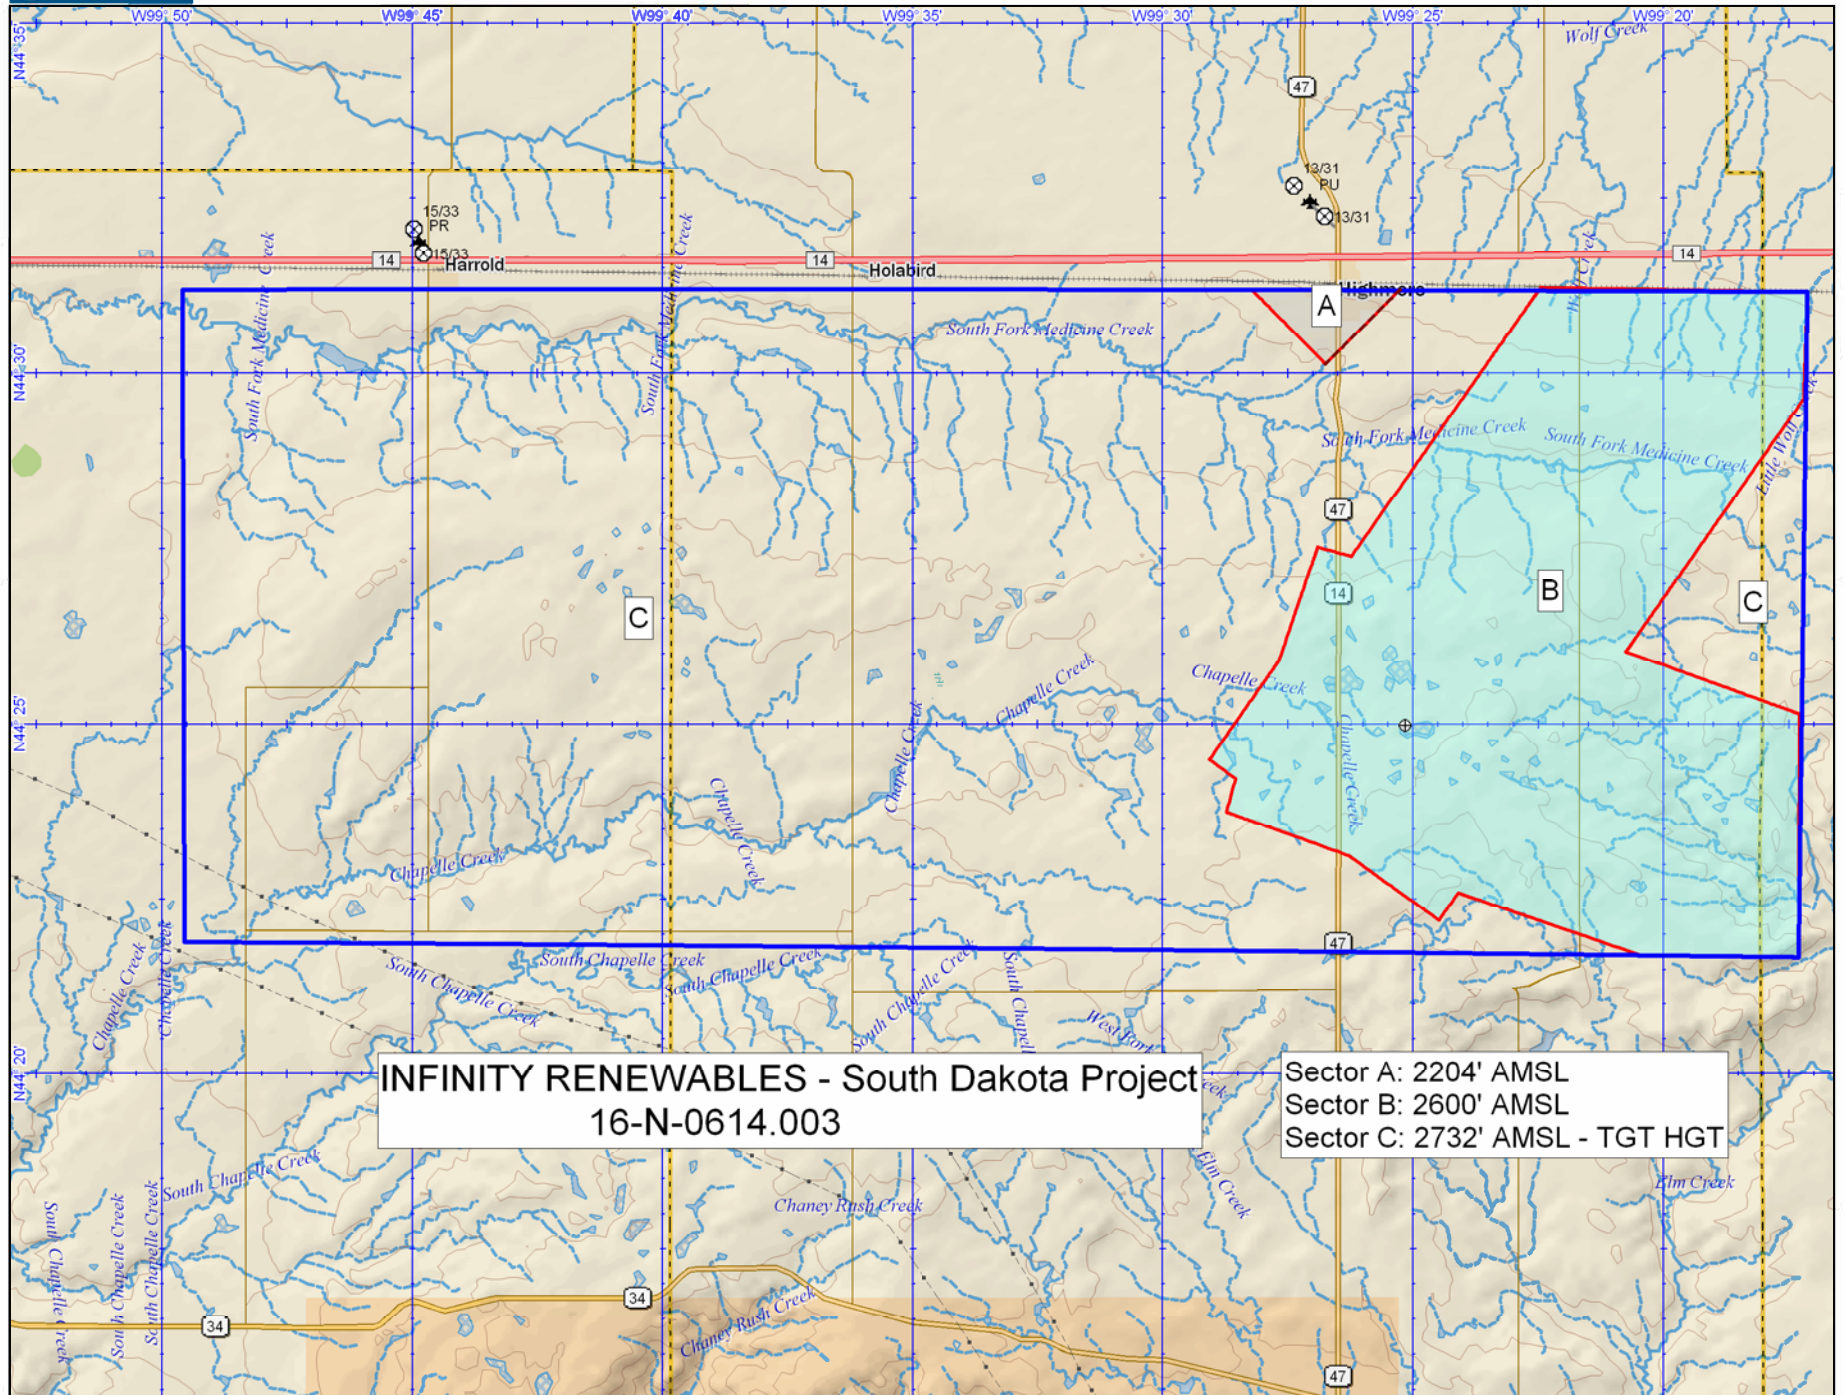 W99° 50'
W99° 45'
W99° 40'
W99° 35'
W99° 30'
W99° 25'
W99° 20'
N44° 35'
Wolf Creek
47
13/31
PU
13/31
15/33
PR
15/33
14
Harrold
14
Holabird
14
Highmore
A
South Fork Medicine Creek
South Fork Medicine Creek
South Fork Medicine Creek
Wolf Creek
N44° 30'
South Fork Medicine Creek
South Fork Medicine Creek
Little Wolf
47
14
B
C
C
Chapelle Creek
Chapelle Creek
N44° 25'
Chapelle Creek
Chapelle Creek
Chapelle Creek
Chapelle Creek
Chapelle Creek
Chapelle Creek
47
South Chapelle Creek
South Chapelle Creek
South Chapelle Creek
South Chapelle Creek
South Chapell
West Fork
N44° 20'
INFINITY RENEWABLES - South Dakota Project
16-N-0614.003
Sector A: 2204' AMSL
Sector B: 2600' AMSL
Sector C: 2732' AMSL - TGT HGT
South Chapelle Creek
South Chapelle Creek
South Chapelle Creek
South Chapelle Creek
Chaney Rush Creek
Elm Creek
Elm Creek
34
34
Chaney Rush Creek
47